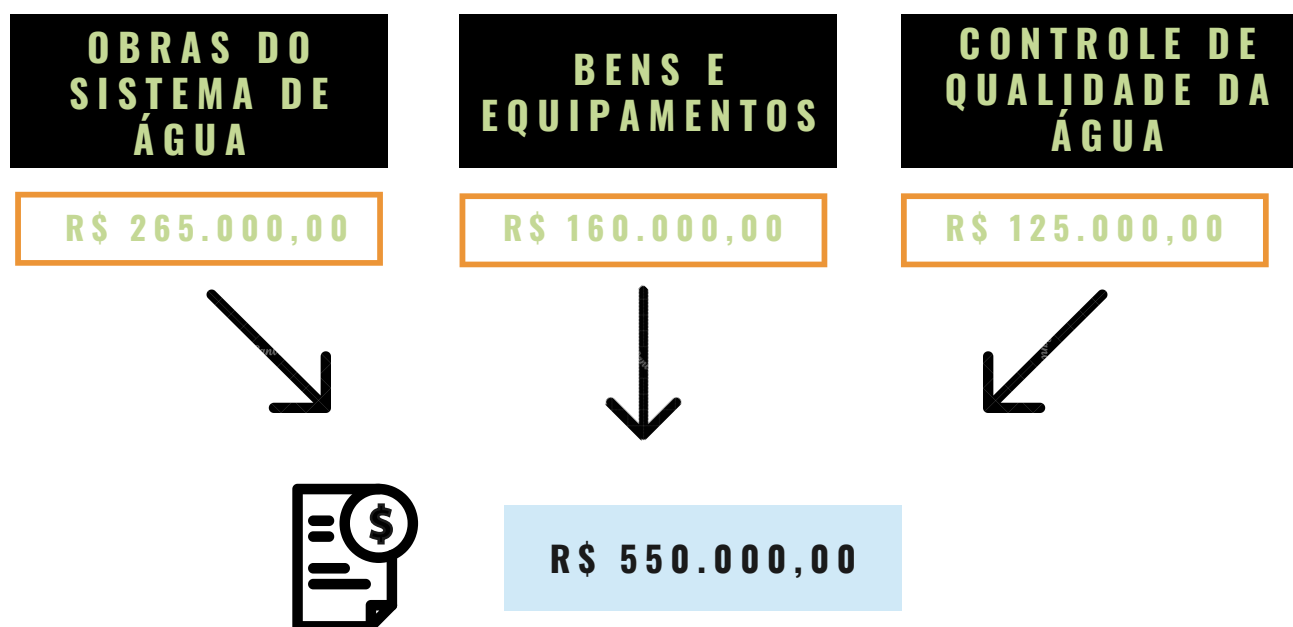 OBRAS DO
SISTEMA DE
ÁGUA
BENS E
EQUIPAMENTOS
CONTROLE DE
QUALIDADE DA
ÁGUA
R$ 265.000,00
R$ 160.000,00
R$ 125.000,00
$
R$ 550.000,00